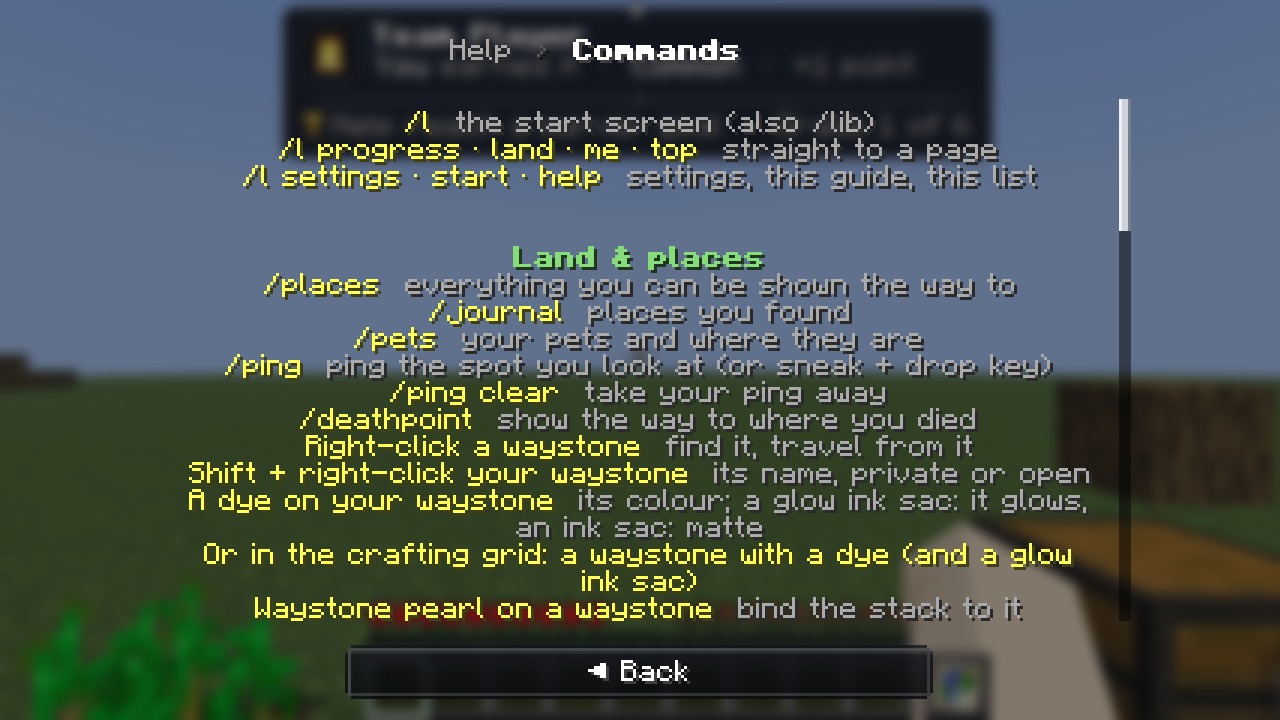 Team Player
Help › Commands
/l the start screen (also /lib)
/l progress · land · me · top straight to a page
/l settings · start · help settings, this guide, this list
Land & places
/places everything you can be shown the way to
/journal places you found
/pets your pets and where they are
/ping ping the spot you look at (or sneak + drop key)
/ping clear take your ping away
/deathpoint show the way to where you died
Right-click a waystone find it, travel from it
Shift + right-click your waystone its name, private or open
A dye on your waystone its colour; a glow ink sac: it glows,
an ink sac: matte
Or in the crafting grid: a waystone with a dye (and a glow
ink sac)
Waystone pearl on a waystone bind the stack to it
◄ Back